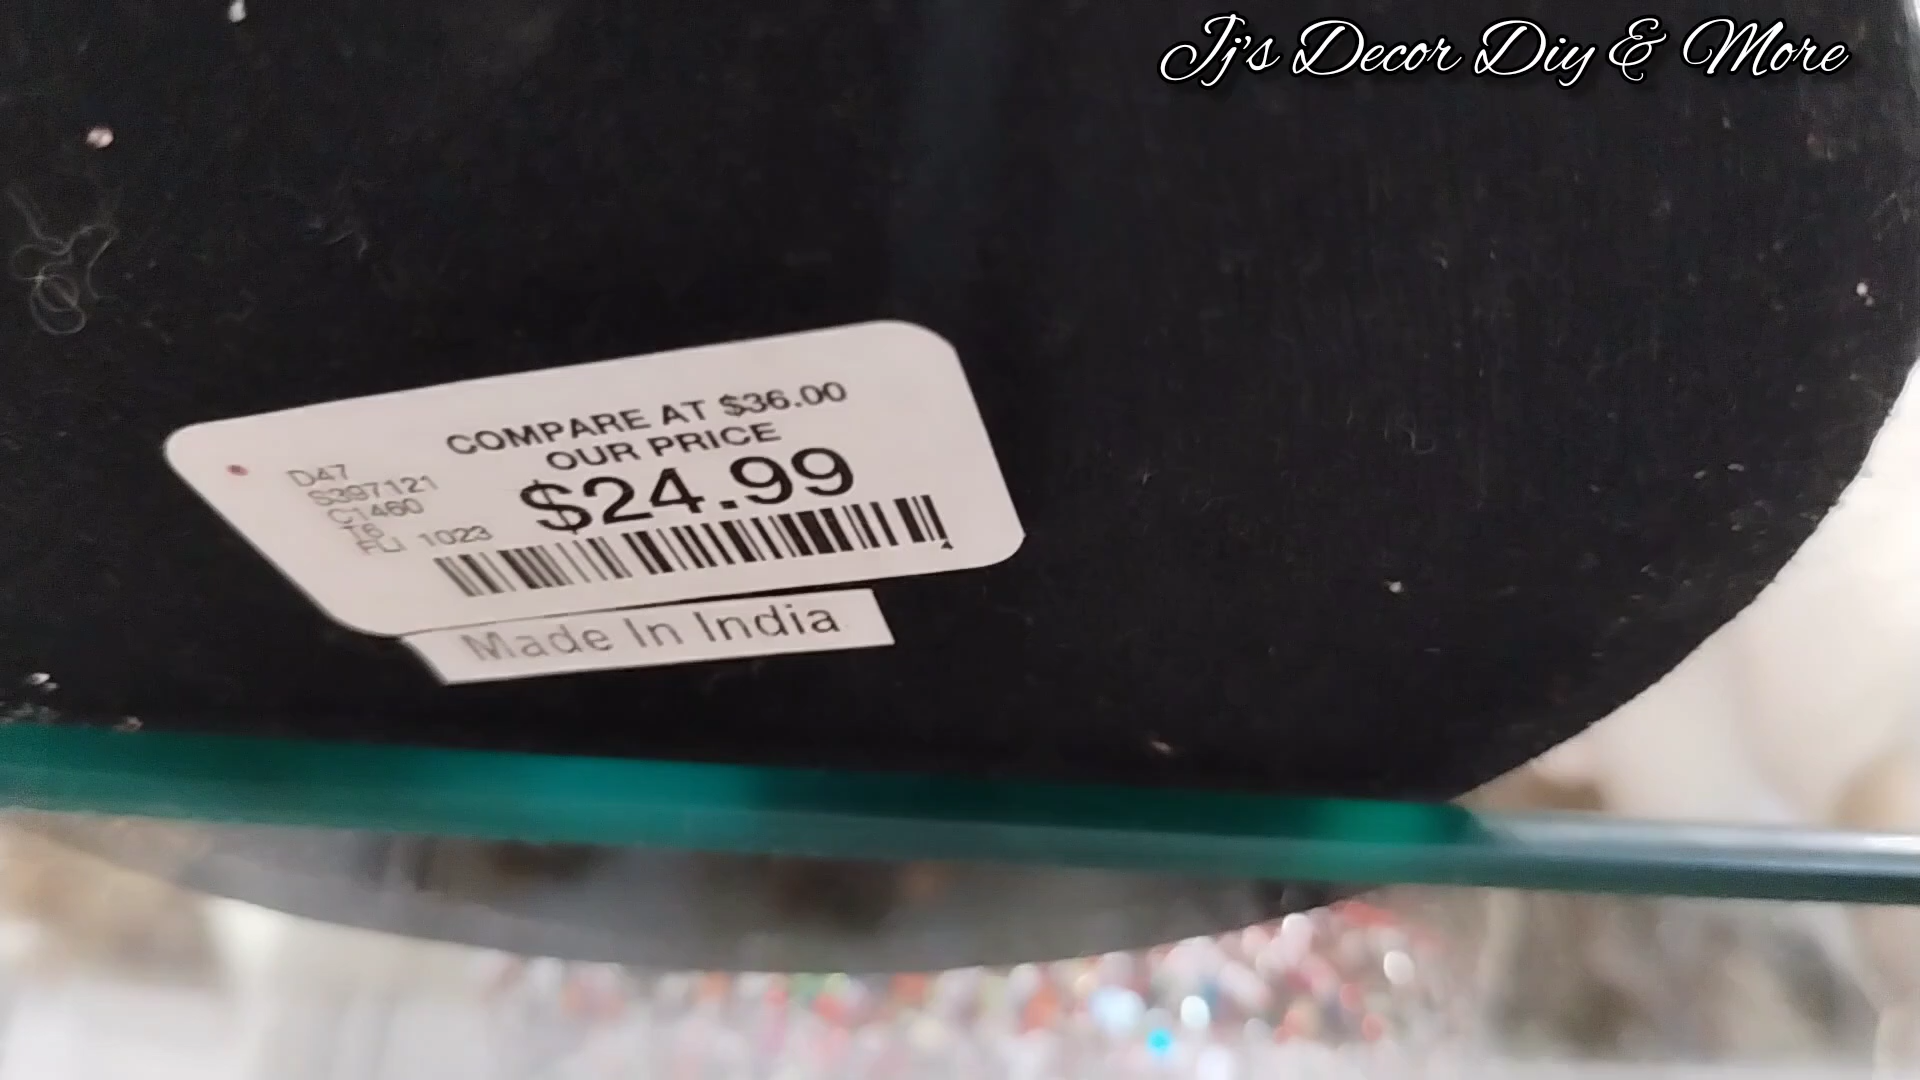 Jj's Decor Diy & More
COMPARE AT $36.00
OUR PRICE
$24.99
D47
S397121
C1460
T6
FLI 1023
Made In India